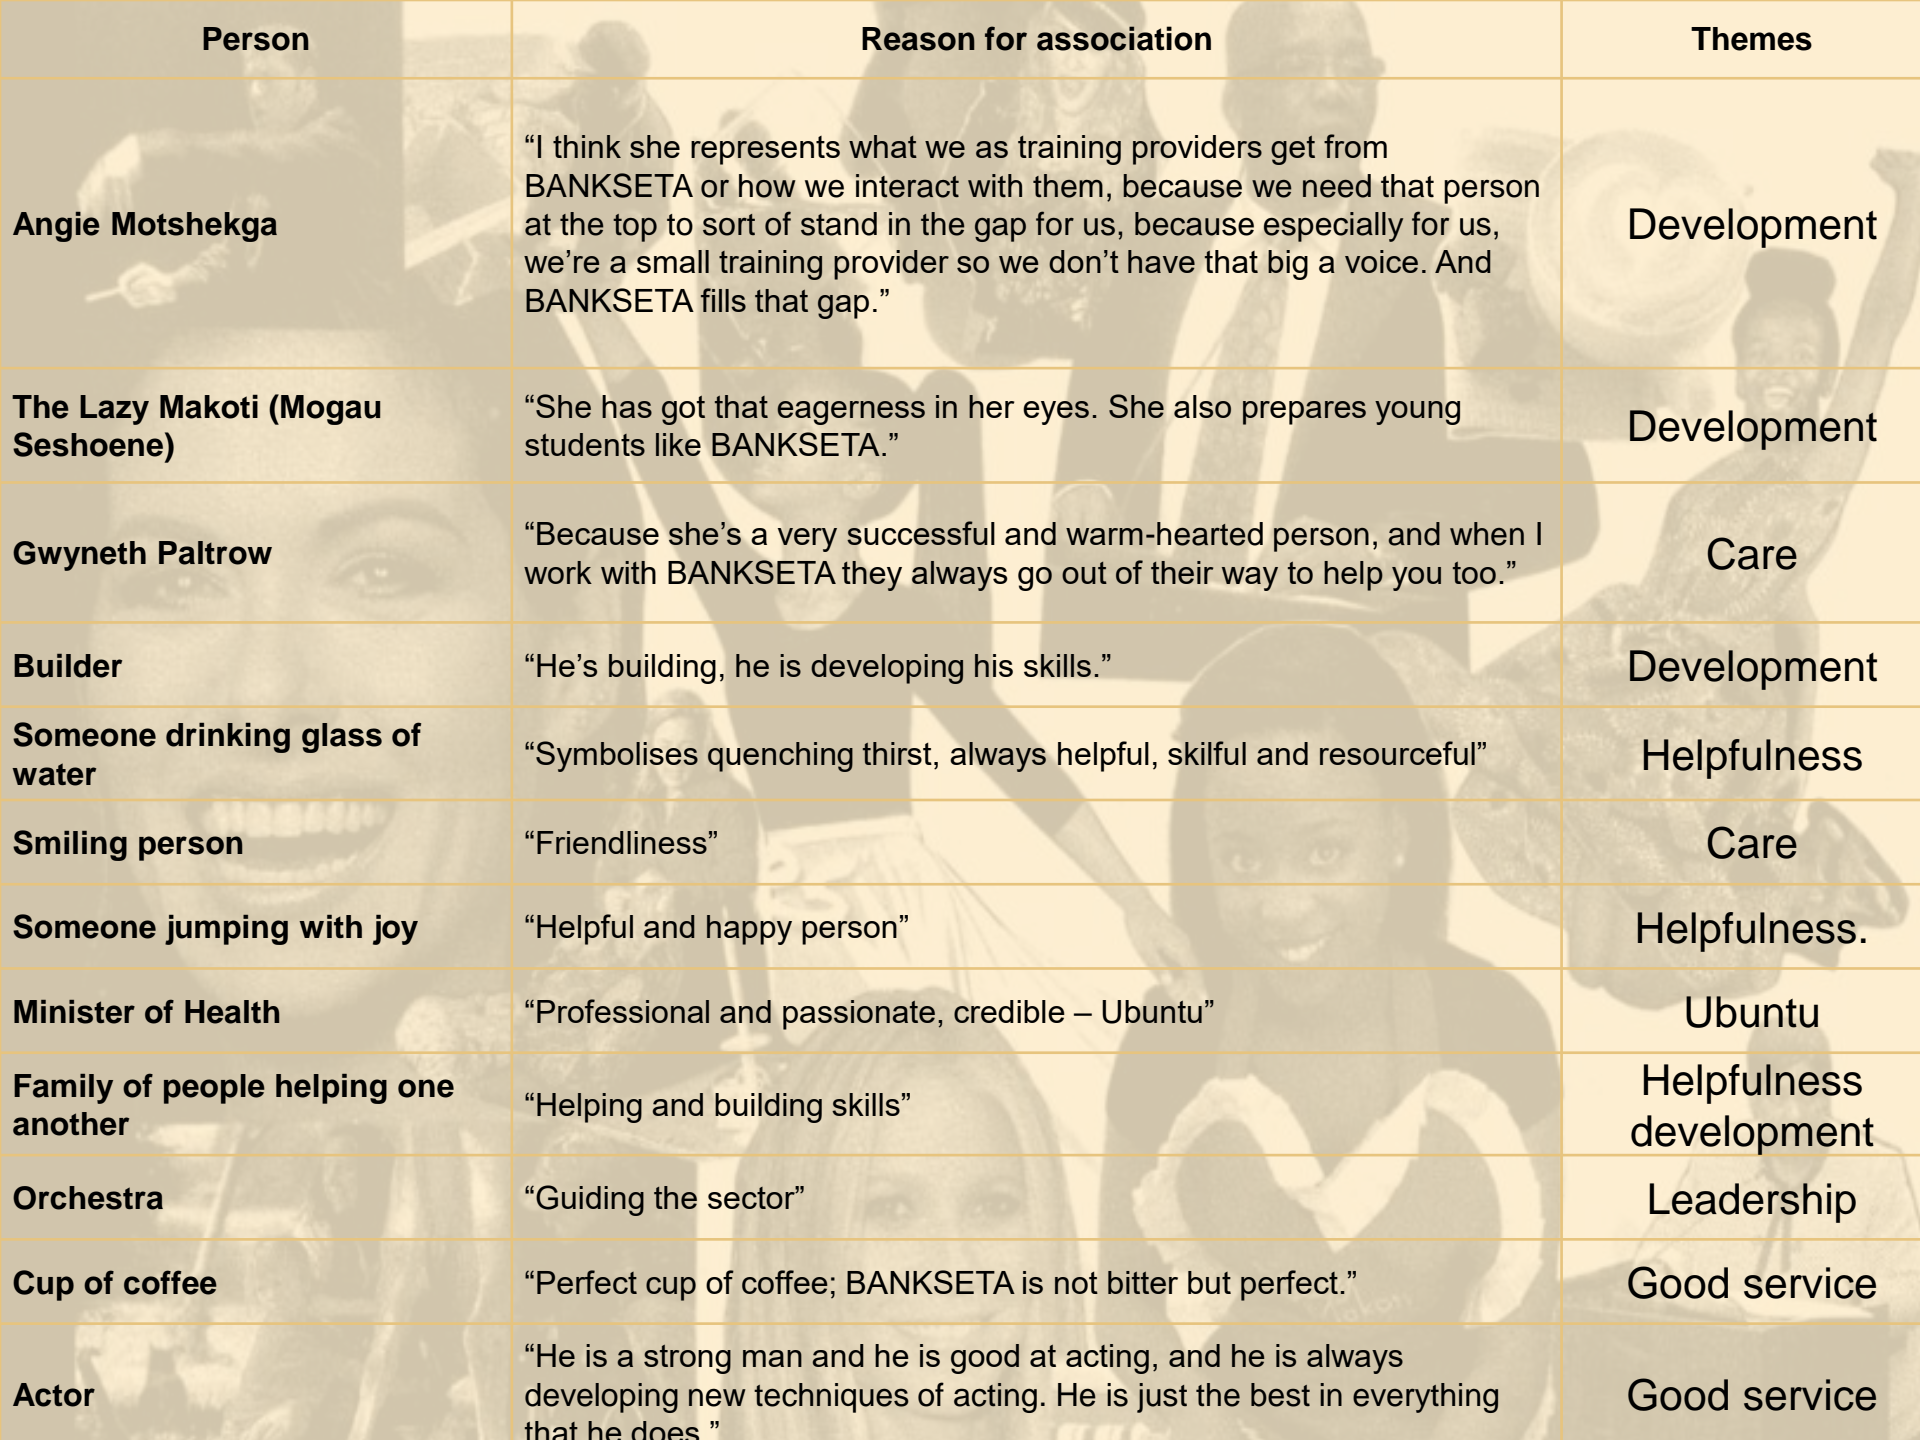 Person
Reason for association
Themes
Angie Motshekga
“I think she represents what we as training providers get from
BANKSETA or how we interact with them, because we need that person
at the top to sort of stand in the gap for us, because especially for us,
we’re a small training provider so we don’t have that big a voice. And
BANKSETA fills that gap.”
Development
The Lazy Makoti (Mogau
Seshoene)
“She has got that eagerness in her eyes. She also prepares young
students like BANKSETA.”
Development
Gwyneth Paltrow
“Because she’s a very successful and warm-hearted person, and when I
work with BANKSETA they always go out of their way to help you too.”
Care
Builder
“He’s building, he is developing his skills.”
Development
Someone drinking glass of
water
“Symbolises quenching thirst, always helpful, skilful and resourceful”
Helpfulness
Smiling person
“Friendliness”
Care
Someone jumping with joy
“Helpful and happy person”
Helpfulness.
Minister of Health
“Professional and passionate, credible – Ubuntu”
Ubuntu
Family of people helping one
another
“Helping and building skills”
Helpfulness
development
Orchestra
“Guiding the sector”
Leadership
Cup of coffee
“Perfect cup of coffee; BANKSETA is not bitter but perfect.”
Good service
Actor
“He is a strong man and he is good at acting, and he is always
developing new techniques of acting. He is just the best in everything
that he does.”
Good service